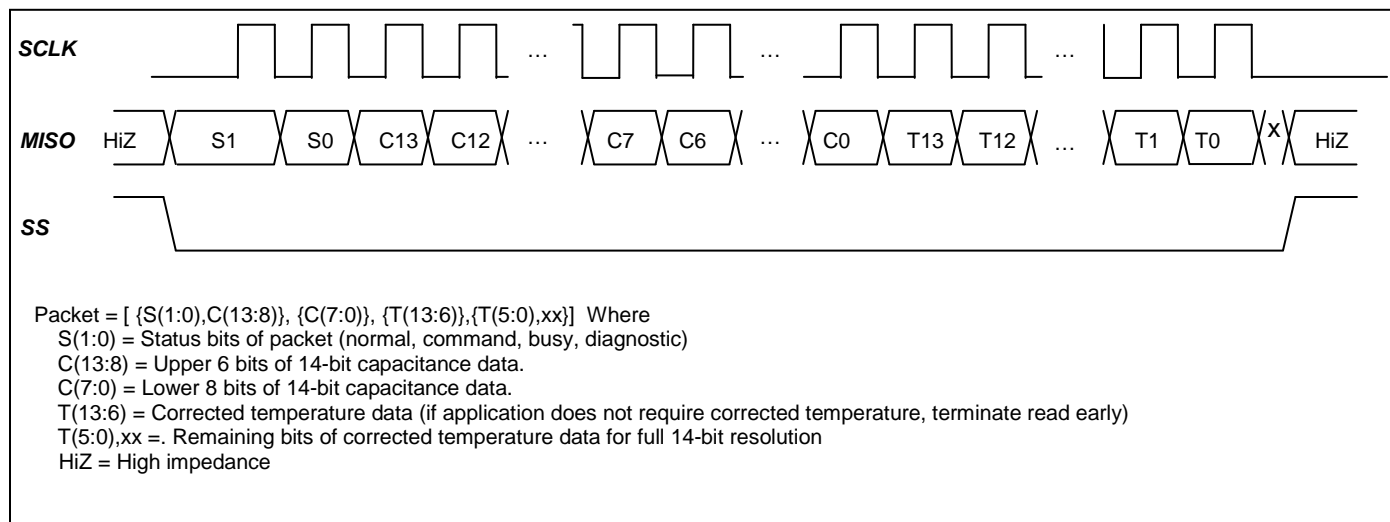 SCLK ... ... ...
MISO HiZ S1 S0 C13 C12 ... C7 C6 ... C0 T13 T12 ... T1 T0 x HiZ
SS
Packet = [ {S(1:0),C(13:8)}, {C(7:0)}, {T(13:6)},{T(5:0),xx}] Where
S(1:0) = Status bits of packet (normal, command, busy, diagnostic)
C(13:8) = Upper 6 bits of 14-bit capacitance data.
C(7:0) = Lower 8 bits of 14-bit capacitance data.
T(13:6) = Corrected temperature data (if application does not require corrected temperature, terminate read early)
T(5:0),xx =. Remaining bits of corrected temperature data for full 14-bit resolution
HiZ = High impedance